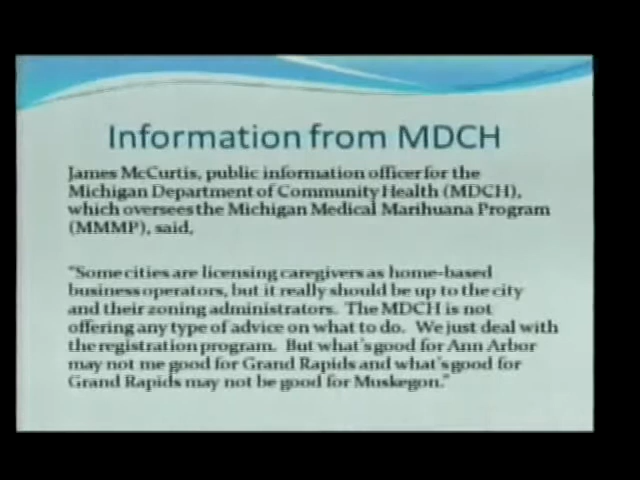 Information from MDCH
James McCurtis, public information officer for the
Michigan Department of Community Health (MDCH),
which oversees the Michigan Medical Marihuana Program
(MMMP), said,
"Some cities are licensing caregivers as home-based
business operators, but it really should be up to the city
and their zoning administrators.  The MDCH is not
offering any type of advice on what to do.  We just deal with
the registration program.  But what's good for Ann Arbor
may not me good for Grand Rapids and what's good for
Grand Rapids may not be good for Muskegon."